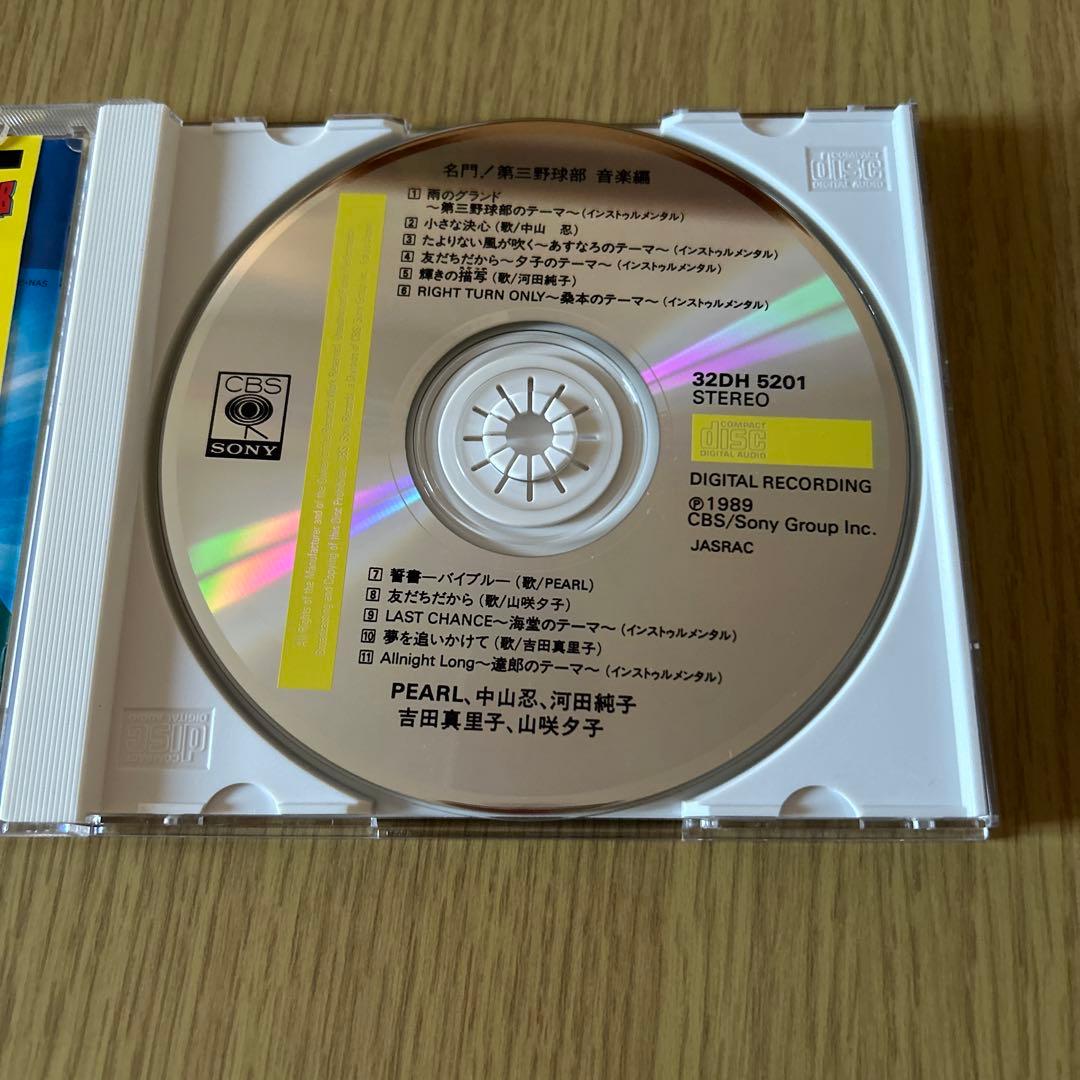 名門!第三野球部 音楽編
1 雨のグランド
〜第三野球部のテーマ〜(インストゥルメンタル)
2 小さな決心(歌/中山 忍)
3 たよりない風が吹く〜あすなろのテーマ〜(インストゥルメンタル)
4 友だちだから〜夕子のテーマ〜(インストゥルメンタル)
5 輝きの描写(歌/河田純子)
6 RIGHT TURN ONLY〜桑本のテーマ〜(インストゥルメンタル)
CBS
SONY
32DH 5201
STEREO
COMPACT
disc
DIGITAL AUDIO
DIGITAL RECORDING
℗1989
CBS/Sony Group Inc.
JASRAC
7 誓書―バイブル―(歌/PEARL)
8 友だちだから(歌/山咲夕子)
9 LAST CHANCE〜海堂のテーマ〜(インストゥルメンタル)
10 夢を追いかけて(歌/吉田真里子)
11 Allnight Long〜達郎のテーマ〜(インストゥルメンタル)
PEARL、中山忍、河田純子
吉田真里子、山咲夕子
COMPACT
disc
DIGITAL AUDIO
COMPACT
disc
DIGITAL AUDIO